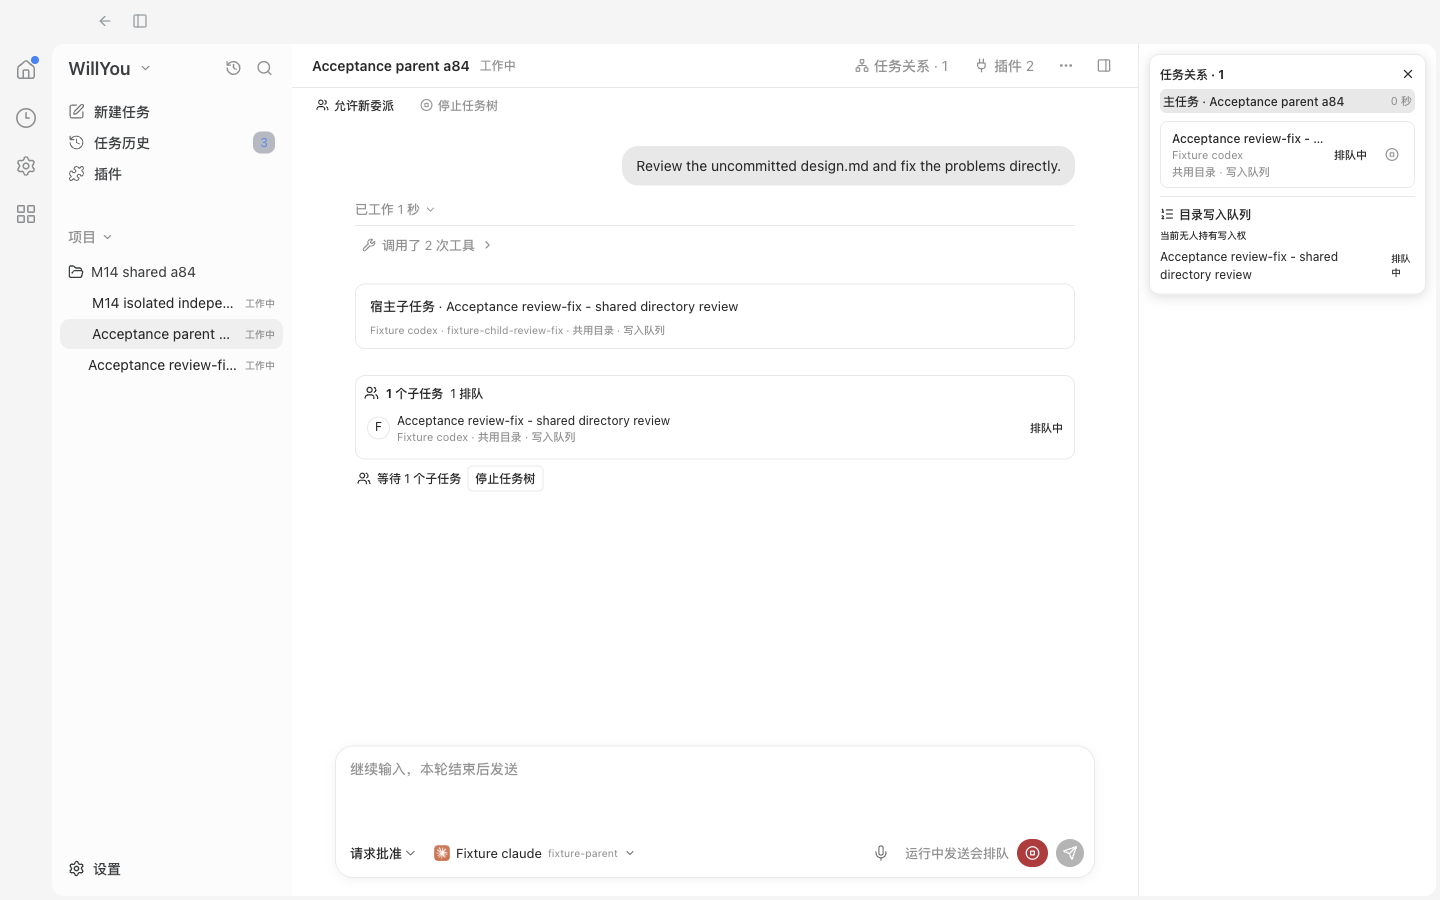 WillYou
新建任务
任务历史
3
插件
项目
M14 shared a84
M14 isolated indepe... 工作中
Acceptance parent ... 工作中
Acceptance review-fi... 工作中
设置
Acceptance parent a84 工作中
任务关系 · 1
插件 2
允许新委派
停止任务树
Review the uncommitted design.md and fix the problems directly.
已工作 1 秒
调用了 2 次工具
宿主子任务 · Acceptance review-fix - shared directory review
Fixture codex · fixture-child-review-fix · 共用目录 · 写入队列
1 个子任务 1 排队
F
Acceptance review-fix - shared directory review
Fixture codex · 共用目录 · 写入队列
排队中
等待 1 个子任务 停止任务树
继续输入，本轮结束后发送
请求批准
Fixture claude fixture-parent
运行中发送会排队
任务关系 · 1
主任务 · Acceptance parent a84 0 秒
Acceptance review-fix - ...
Fixture codex
共用目录 · 写入队列
排队中
目录写入队列
当前无人持有写入权
Acceptance review-fix - shared
directory review
排队
中